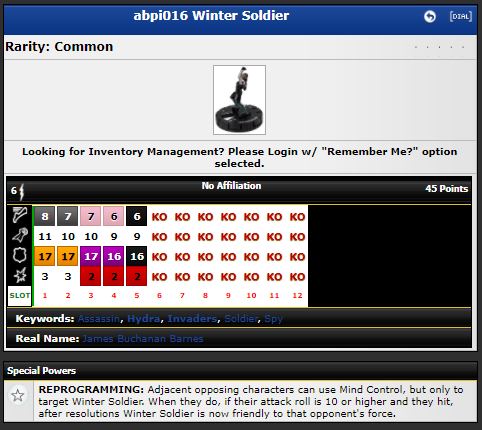 abpi016 Winter Soldier
[DIAL]
Rarity: Common
Looking for Inventory Management? Please Login w/ "Remember Me?" option
selected.
6 No Affiliation 45 Points
8 7 7 6 6 KO KO KO KO KO KO KO
11 10 10 9 9 KO KO KO KO KO KO KO
17 17 17 16 16 KO KO KO KO KO KO KO
3 3 2 2 2 KO KO KO KO KO KO KO
SLOT 1 2 3 4 5 6 7 8 9 10 11 12
Keywords: Assassin, Hydra, Invaders, Soldier, Spy
Real Name: James Buchanan Barnes
Special Powers
REPROGRAMMING: Adjacent opposing characters can use Mind Control, but only to
target Winter Soldier. When they do, if their attack roll is 10 or higher and they hit,
after resolutions Winter Soldier is now friendly to that opponent's force.